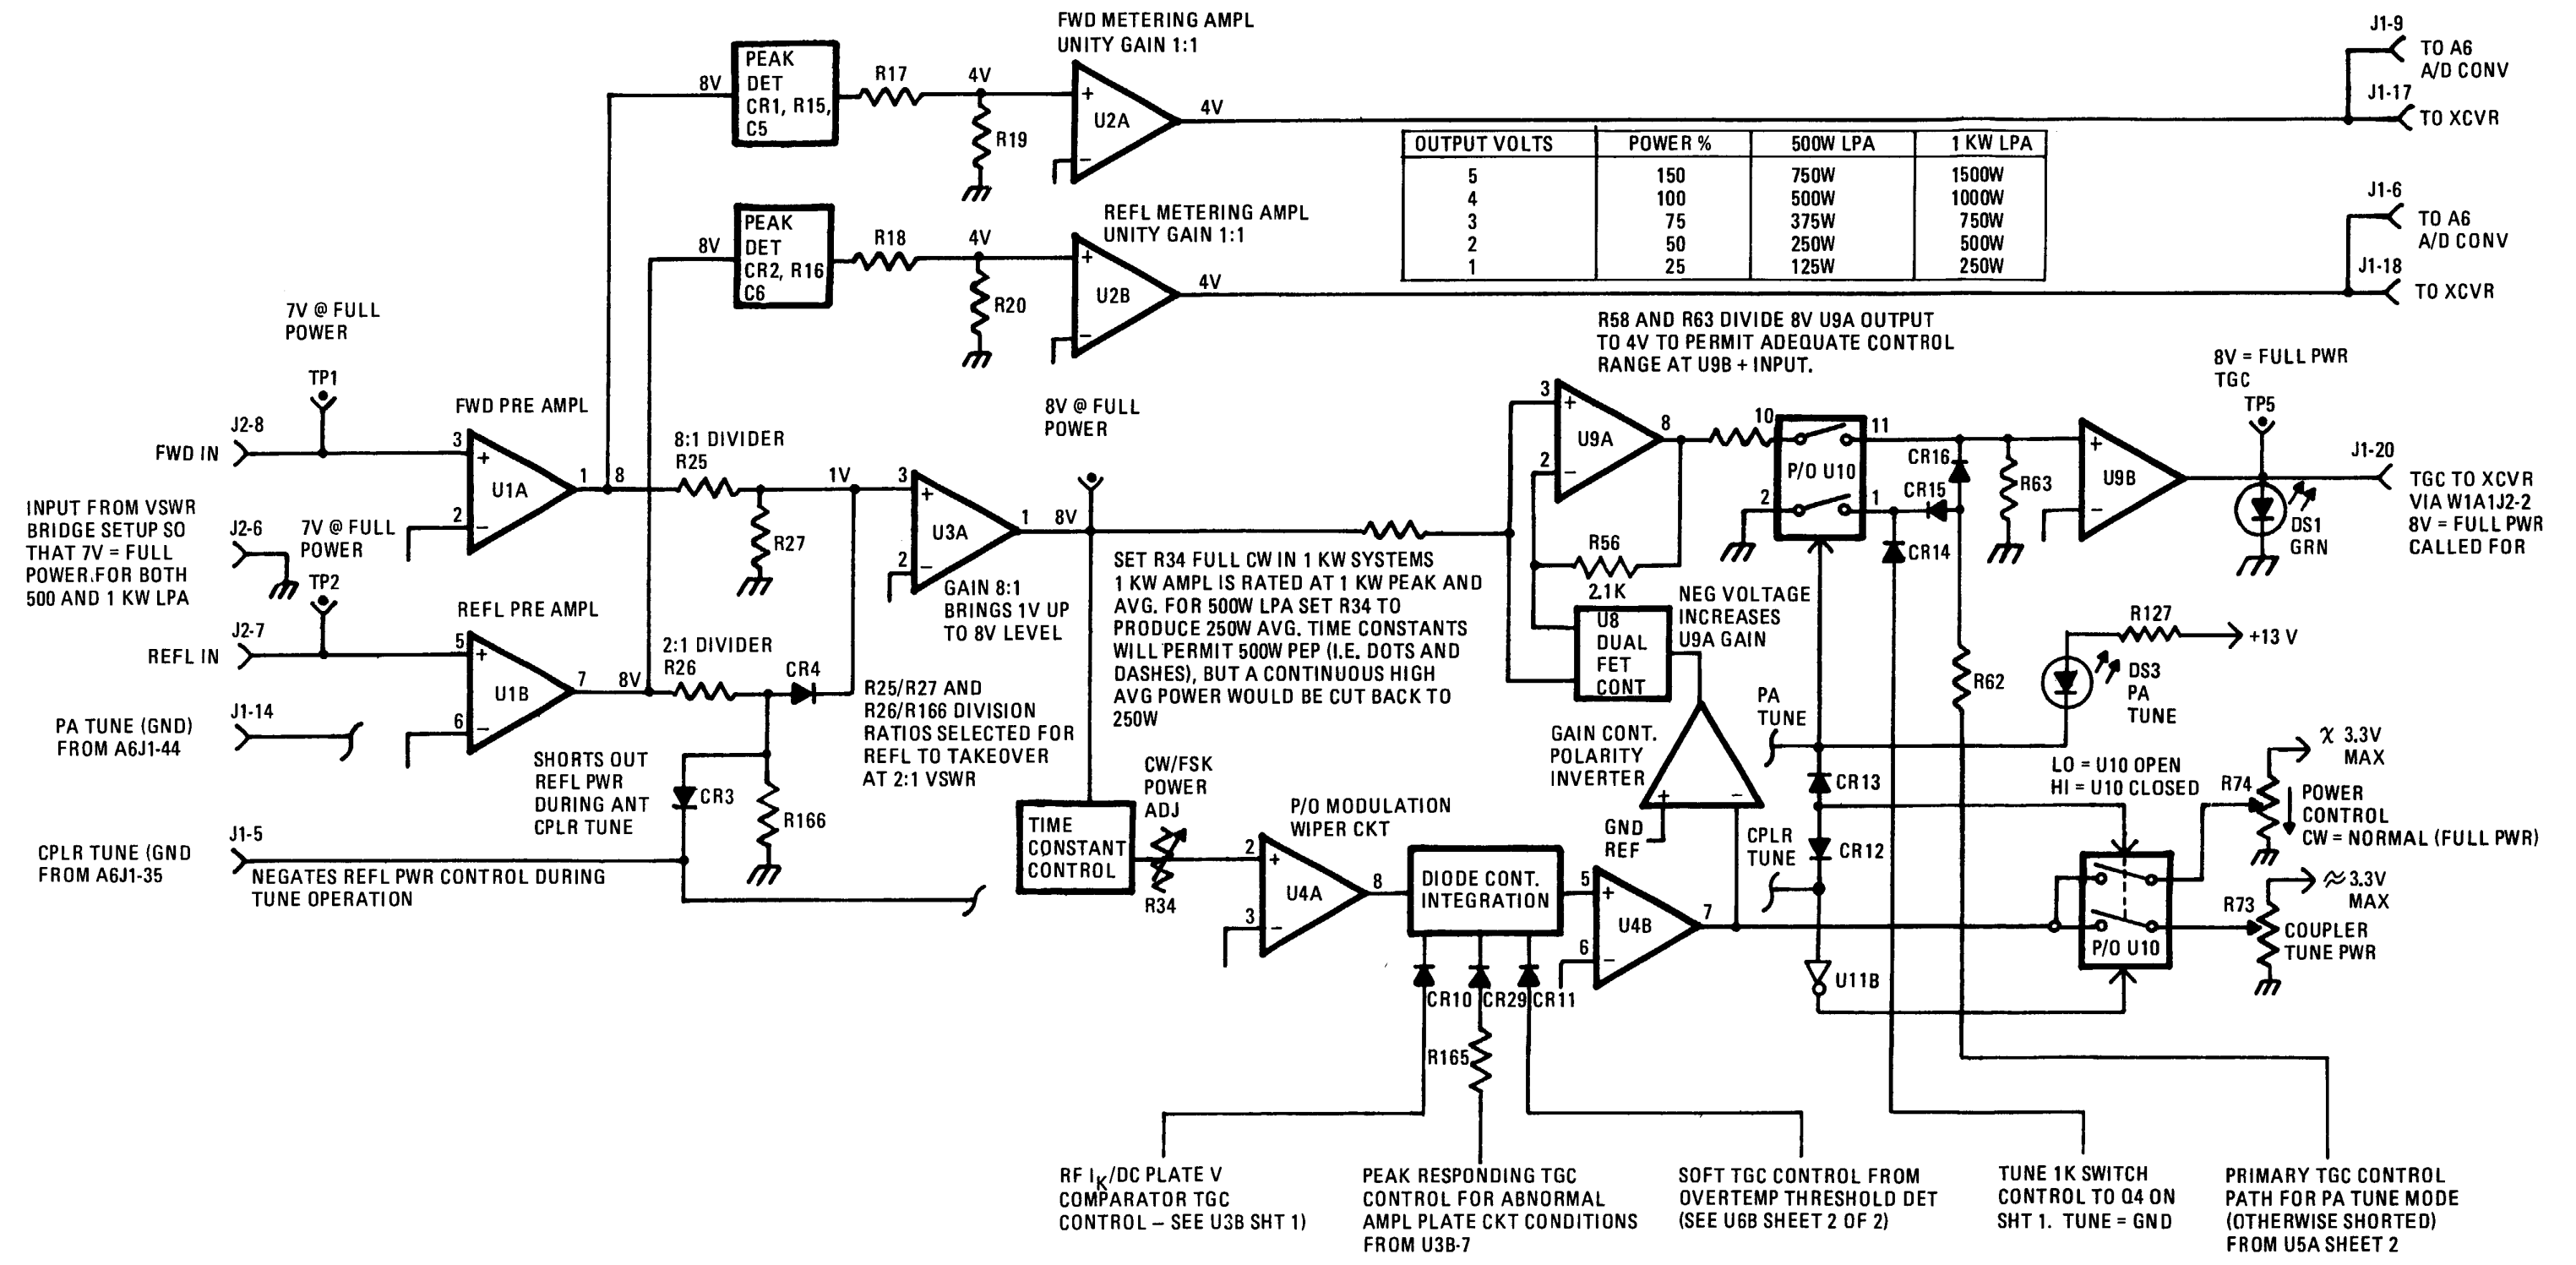 FWD METERING AMPL
UNITY GAIN 1:1
J1-9
TO A6
A/D CONV
J1-17
TO XCVR
PEAK
DET
CR1, R15,
C5
8V
R17
4V
+
U2A
−
4V
R19
OUTPUT VOLTS POWER % 500W LPA 1 KW LPA
5 150 750W 1500W
4 100 500W 1000W
3 75 375W 750W
2 50 250W 500W
1 25 125W 250W
REFL METERING AMPL
UNITY GAIN 1:1
J1-6
TO A6
A/D CONV
J1-18
TO XCVR
PEAK
DET
CR2, R16
C6
8V
R18
4V
+
U2B
−
4V
R20
7V @ FULL
POWER
TP1
J2-8
FWD IN
FWD PRE AMPL
3
+
U1A
2
−
1
8
8:1 DIVIDER
R25
1V
R27
INPUT FROM VSWR
BRIDGE SETUP SO
THAT 7V = FULL
POWER FOR BOTH
500 AND 1 KW LPA
J2-6
7V @ FULL
POWER
TP2
J2-7
REFL IN
REFL PRE AMPL
5
+
U1B
6
−
7
8V
2:1 DIVIDER
R26
CR4
PA TUNE (GND)
FROM A6J1-44
J1-14
SHORTS OUT
REFL PWR
DURING ANT
CPLR TUNE
CR3
R166
CPLR TUNE (GND
FROM A6J1-35
J1-5
NEGATES REFL PWR CONTROL DURING
TUNE OPERATION
R25/R27 AND
R26/R166 DIVISION
RATIOS SELECTED FOR
REFL TO TAKEOVER
AT 2:1 VSWR
3
+
U3A
2
−
1
8V
8V @ FULL
POWER
GAIN 8:1
BRINGS 1V UP
TO 8V LEVEL
SET R34 FULL CW IN 1 KW SYSTEMS
1 KW AMPL IS RATED AT 1 KW PEAK AND
AVG. FOR 500W LPA SET R34 TO
PRODUCE 250W AVG. TIME CONSTANTS
WILL PERMIT 500W PEP (I.E. DOTS AND
DASHES), BUT A CONTINUOUS HIGH
AVG POWER WOULD BE CUT BACK TO
250W
TIME
CONSTANT
CONTROL
CW/FSK
POWER
ADJ
R34
P/O MODULATION
WIPER CKT
2
+
U4A
3
−
8
DIODE CONT.
INTEGRATION
5
+
U4B
6
−
7
CR10
CR29
CR11
R165
R58 AND R63 DIVIDE 8V U9A OUTPUT
TO 4V TO PERMIT ADEQUATE CONTROL
RANGE AT U9B + INPUT.
3
+
U9A
2
−
8
R56
2.1K
U8
DUAL
FET
CONT
NEG VOLTAGE
INCREASES
U9A GAIN
GAIN CONT.
POLARITY
INVERTER
+
−
GND
REF
10
11
P/O U10
2
1
CR16
CR15
CR14
R63
R62
+
U9B
−
8V = FULL PWR
TGC
TP5
DS1
GRN
J1-20
TGC TO XCVR
VIA W1A1J2-2
8V = FULL PWR
CALLED FOR
R127
+13 V
DS3
PA
TUNE
PA
TUNE
CR13
CPLR
TUNE
CR12
U11B
LO = U10 OPEN
HI = U10 CLOSED
P/O U10
3.3V
MAX
R74
POWER
CONTROL
CW = NORMAL (FULL PWR)
≈ 3.3V
MAX
R73
COUPLER
TUNE PWR
RF IK/DC PLATE V
COMPARATOR TGC
CONTROL – SEE U3B SHT 1)
PEAK RESPONDING TGC
CONTROL FOR ABNORMAL
AMPL PLATE CKT CONDITIONS
FROM U3B-7
SOFT TGC CONTROL FROM
OVERTEMP THRESHOLD DET
(SEE U6B SHEET 2 OF 2)
TUNE 1K SWITCH
CONTROL TO Q4 ON
SHT 1. TUNE = GND
PRIMARY TGC CONTROL
PATH FOR PA TUNE MODE
(OTHERWISE SHORTED)
FROM U5A SHEET 2